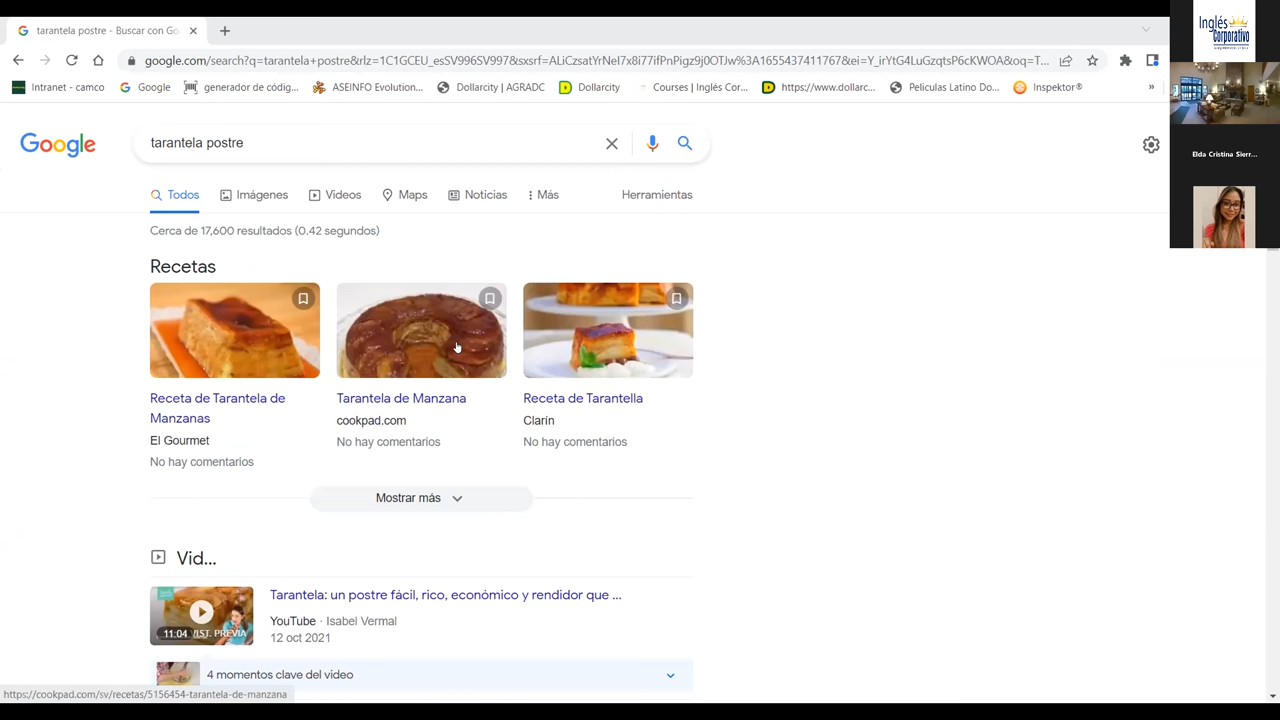 tarantela postre - Buscar con Go
google.com/search?q=tarantela+postre&rlz=1C1GCEU_esSV996SV997&sxsrf=
Intranet - camco
Google
generador de códig...
ASEINFO Evolution...
Dollarcity | AGRADC
Dollarcity
Courses | Inglés Cor...
https://www.dollarc...
Peliculas Latino Do...
Inspektor®
»
Inglés
Corporativo
Elda Cristina Sierr...
Google
tarantela postre
Todos
Imágenes
Videos
Maps
Noticias
Más
Herramientas
Cerca de 17,600 resultados (0.42 segundos)
Recetas
Receta de Tarantela de
Manzanas
El Gourmet
No hay comentarios
Tarantela de Manzana
cookpad.com
No hay comentarios
Receta de Tarantella
Clarín
No hay comentarios
Mostrar más
Vid...
11:04
/IST. PREVIA
Tarantela: un postre fácil, rico, económico y rendidor que ...
YouTube · Isabel Vermal
12 oct 2021
4 momentos clave del video
https://cookpad.com/sv/recetas/5156454-tarantela-de-manzana